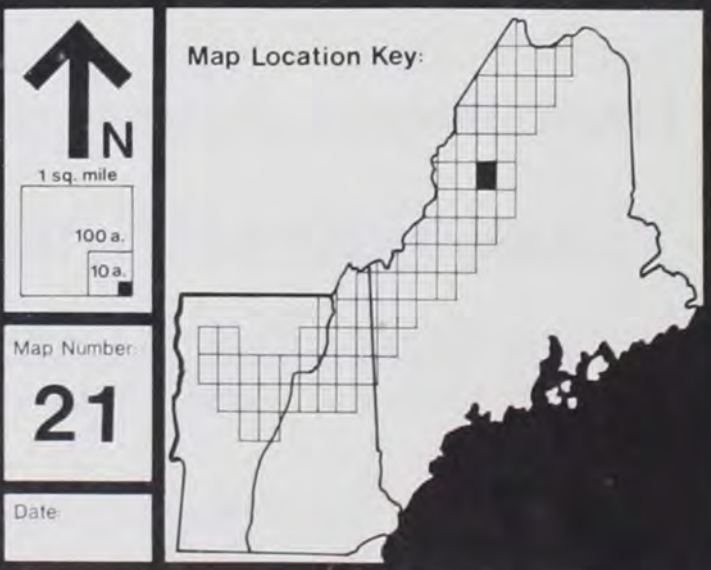 N
1 sq. mile
100 a.
10 a.
Map Number:
21
Date:
Map Location Key: